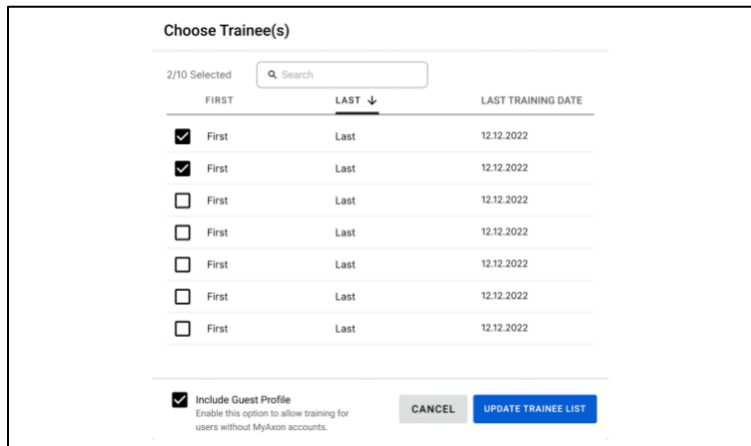 Choose Trainee(s)
2/10 Selected Search
FIRST LAST LAST TRAINING DATE
First Last 12.12.2022
First Last 12.12.2022
First Last 12.12.2022
First Last 12.12.2022
First Last 12.12.2022
First Last 12.12.2022
First Last 12.12.2022
Include Guest Profile
Enable this option to allow training for
users without MyAxon accounts.
CANCEL UPDATE TRAINEE LIST